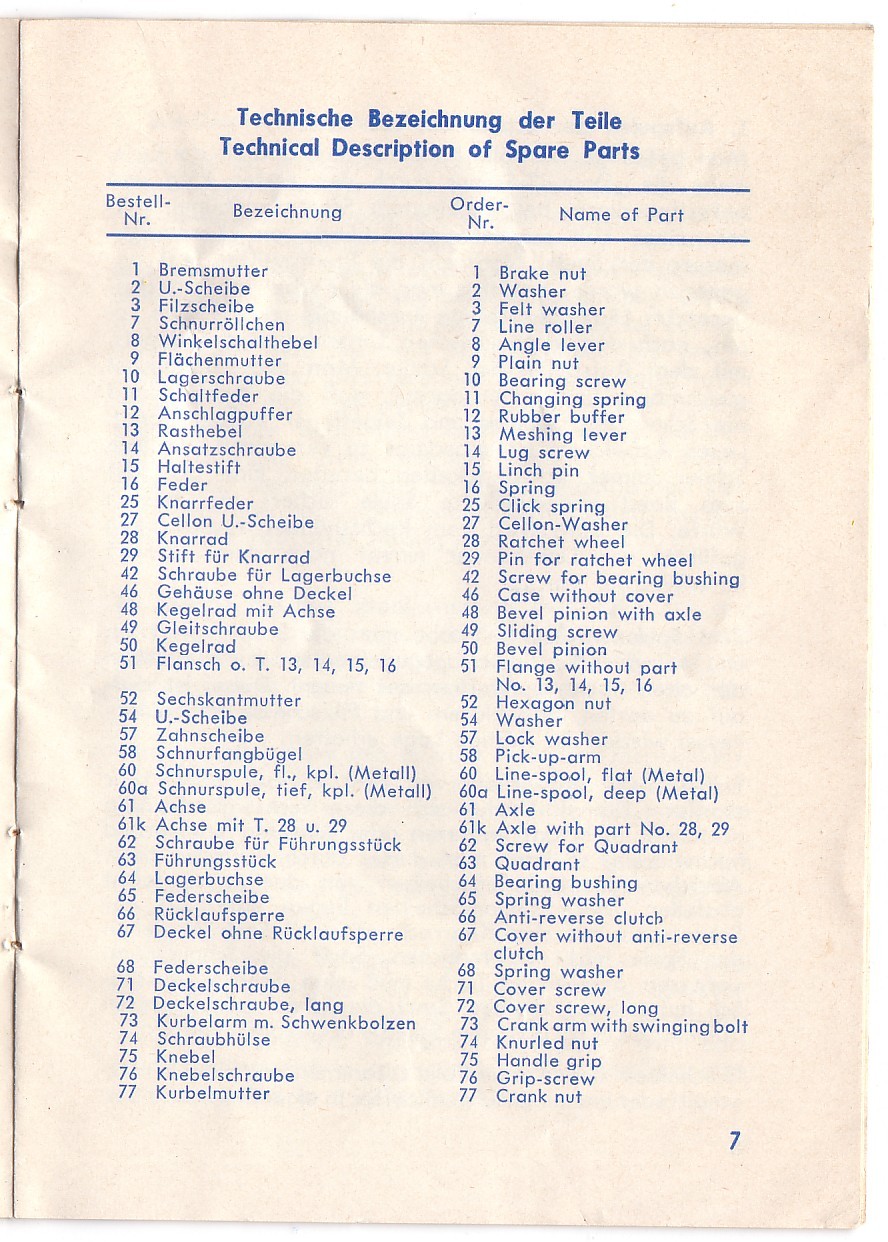 Technische Bezeichnung der Teile
Technical Description of Spare Parts
Bestell-
Nr.
Bezeichnung
Order-
Nr.
Name of Part
1 Bremsmutter
2 U.-Scheibe
3 Filzscheibe
7 Schnurröllchen
8 Winkelschalthebel
9 Flächenmutter
10 Lagerschraube
11 Schaltfeder
12 Anschlagpuffer
13 Rasthebel
14 Ansatzschraube
15 Haltestift
16 Feder
25 Knarrfeder
27 Cellon U.-Scheibe
28 Knarrad
29 Stift für Knarrad
42 Schraube für Lagerbuchse
46 Gehäuse ohne Deckel
48 Kegelrad mit Achse
49 Gleitschraube
50 Kegelrad
51 Flansch o. T. 13, 14, 15, 16
52 Sechskantmutter
54 U.-Scheibe
57 Zahnscheibe
58 Schnurfangbügel
60 Schnurspule, fl., kpl. (Metall)
60a Schnurspule, tief, kpl. (Metall)
61 Achse
61k Achse mit T. 28 u. 29
62 Schraube für Führungsstück
63 Führungsstück
64 Lagerbuchse
65 Federscheibe
66 Rücklaufsperre
67 Deckel ohne Rücklaufsperre
68 Federscheibe
71 Deckelschraube
72 Deckelschraube, lang
73 Kurbelarm m. Schwenkbolzen
74 Schraubhülse
75 Knebel
76 Knebelschraube
77 Kurbelmutter
1 Brake nut
2 Washer
3 Felt washer
7 Line roller
8 Angle lever
9 Plain nut
10 Bearing screw
11 Changing spring
12 Rubber buffer
13 Meshing lever
14 Lug screw
15 Linch pin
16 Spring
25 Click spring
27 Cellon-Washer
28 Ratchet wheel
29 Pin for ratchet wheel
42 Screw for bearing bushing
46 Case without cover
48 Bevel pinion with axle
49 Sliding screw
50 Bevel pinion
51 Flange without part
No. 13, 14, 15, 16
52 Hexagon nut
54 Washer
57 Lock washer
58 Pick-up-arm
60 Line-spool, flat (Metal)
60a Line-spool, deep (Metal)
61 Axle
61k Axle with part No. 28, 29
62 Screw for Quadrant
63 Quadrant
64 Bearing bushing
65 Spring washer
66 Anti-reverse clutch
67 Cover without anti-reverse
clutch
68 Spring washer
71 Cover screw
72 Cover screw, long
73 Crank arm with swinging bolt
74 Knurled nut
75 Handle grip
76 Grip-screw
77 Crank nut
7